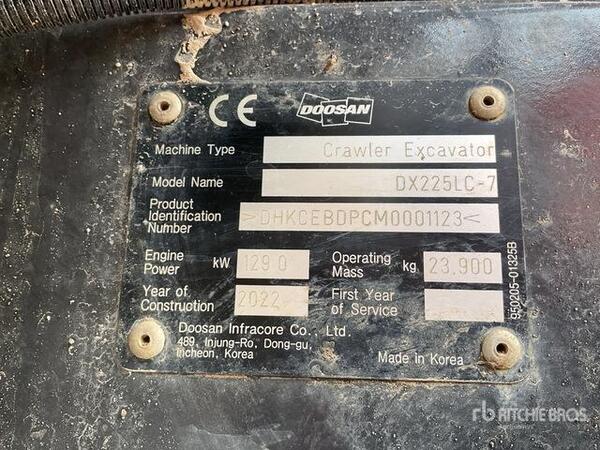 CE DOOSAN
Machine Type Crawler Excavator
Model Name DX225LC-7
Product
Identification >DHKCEBDPCM0001123<
Number
Engine Operating
Power kW 129.0 Mass kg 23,900
Year of First Year
Construction 2022 of Service
Doosan Infracore Co., Ltd.
489, Injung-Ro, Dong-gu,
Incheon, Korea
Made in Korea
950205-01325B
rb RITCHIE BROS.
Auctioneers